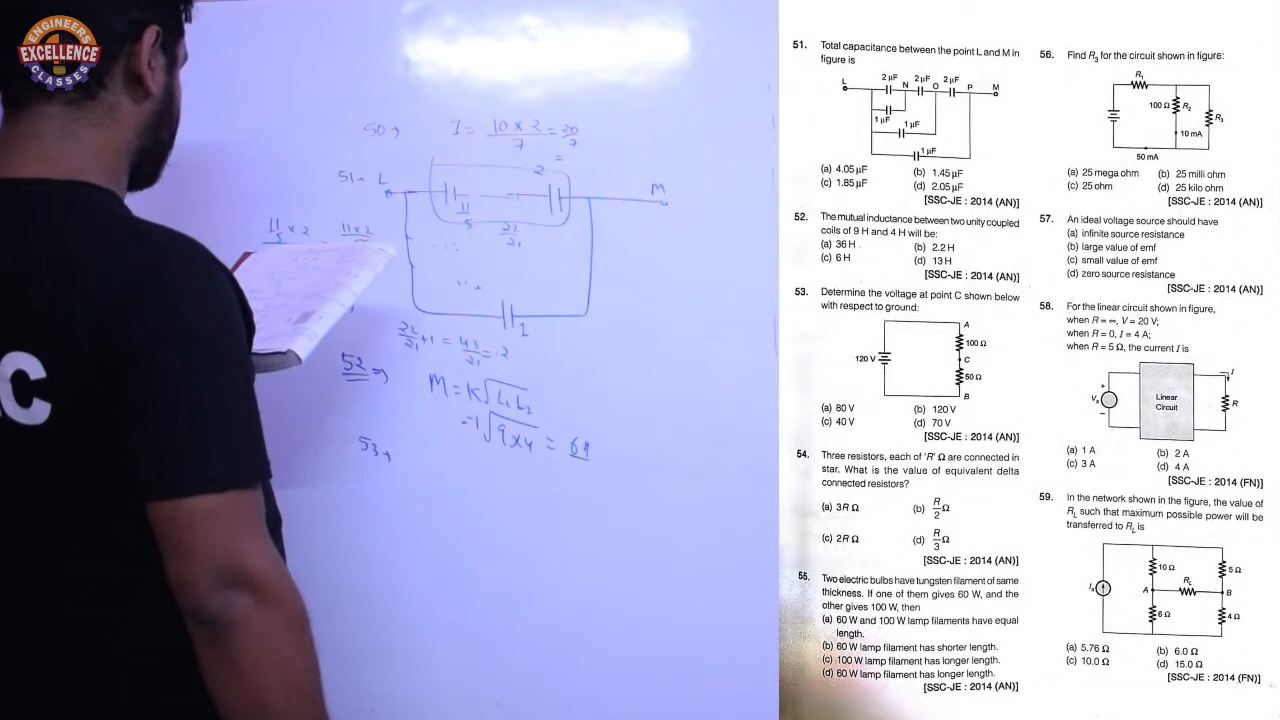 ENGINEERS
EXCELLENCE
CLASSES
C
50,
I = 10 × 2 / 7 = 20/7
=
51 → L
2
M
11/5
22/21
11/5 × 2
11 × 2
1
22/21 + 1 = 43/21 = 2
52 ⇒
M = K√L₁L₂
= 1√9×4 = 6H
53,
51. Total capacitance between the point L and M in
figure is
L
2 μF
N
2 μF
O
2 μF
P
M
1 μF
1 μF
1 μF
(a) 4.05 μF (b) 1.45 μF
(c) 1.85 μF (d) 2.05 μF
[SSC-JE : 2014 (AN)]
52. The mutual inductance between two unity coupled
coils of 9 H and 4 H will be:
(a) 36 H (b) 2.2 H
(c) 6 H (d) 13 H
[SSC-JE : 2014 (AN)]
53. Determine the voltage at point C shown below
with respect to ground:
A
100 Ω
120 V
C
50 Ω
B
(a) 80 V (b) 120 V
(c) 40 V (d) 70 V
[SSC-JE : 2014 (AN)]
54. Three resistors, each of 'R' Ω are connected in
star. What is the value of equivalent delta
connected resistors?
(a) 3R Ω (b) R/2 Ω
(c) 2R Ω (d) R/3 Ω
[SSC-JE : 2014 (AN)]
55. Two electric bulbs have tungsten filament of same
thickness. If one of them gives 60 W, and the
other gives 100 W, then
(a) 60 W and 100 W lamp filaments have equal
length.
(b) 60 W lamp filament has shorter length.
(c) 100 W lamp filament has longer length.
(d) 60 W lamp filament has longer length.
[SSC-JE : 2014 (AN)]
56. Find R₃ for the circuit shown in figure:
R₁
100 Ω
R₂
R₃
10 mA
50 mA
(a) 25 mega ohm (b) 25 milli ohm
(c) 25 ohm (d) 25 kilo ohm
[SSC-JE : 2014 (AN)]
57. An ideal voltage source should have
(a) infinite source resistance
(b) large value of emf
(c) small value of emf
(d) zero source resistance
[SSC-JE : 2014 (AN)]
58. For the linear circuit shown in figure,
when R = ∞, V = 20 V;
when R = 0, I = 4 A;
when R = 5 Ω, the current I is
I
+
Vₛ
−
Linear
Circuit
R
(a) 1 A (b) 2 A
(c) 3 A (d) 4 A
[SSC-JE : 2014 (FN)]
59. In the network shown in the figure, the value of
R_L such that maximum possible power will be
transferred to R_L is
10 Ω
5 Ω
Iₛ
A
R_L
B
6 Ω
4 Ω
(a) 5.76 Ω (b) 6.0 Ω
(c) 10.0 Ω (d) 15.0 Ω
[SSC-JE : 2014 (FN)]